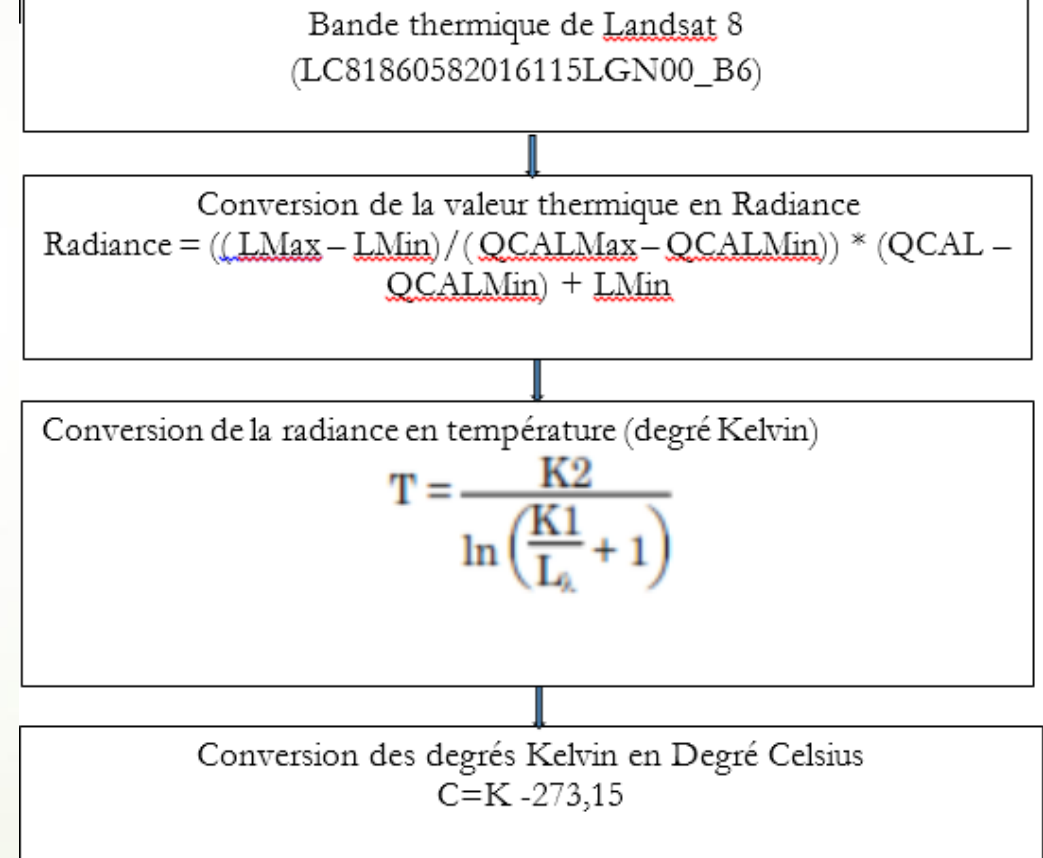 Bande thermique de Landsat 8
(LC81860582016115LGN00_B6)
Conversion de la valeur thermique en Radiance
Radiance = (( LMax – LMin)/( QCALMax– QCALMin)) * (QCAL –
QCALMin) + LMin
Conversion de la radiance en température (degré Kelvin)
T = K2
ln (K1
L_λ + 1)
Conversion des degrés Kelvin en Degré Celsius
C=K -273,15